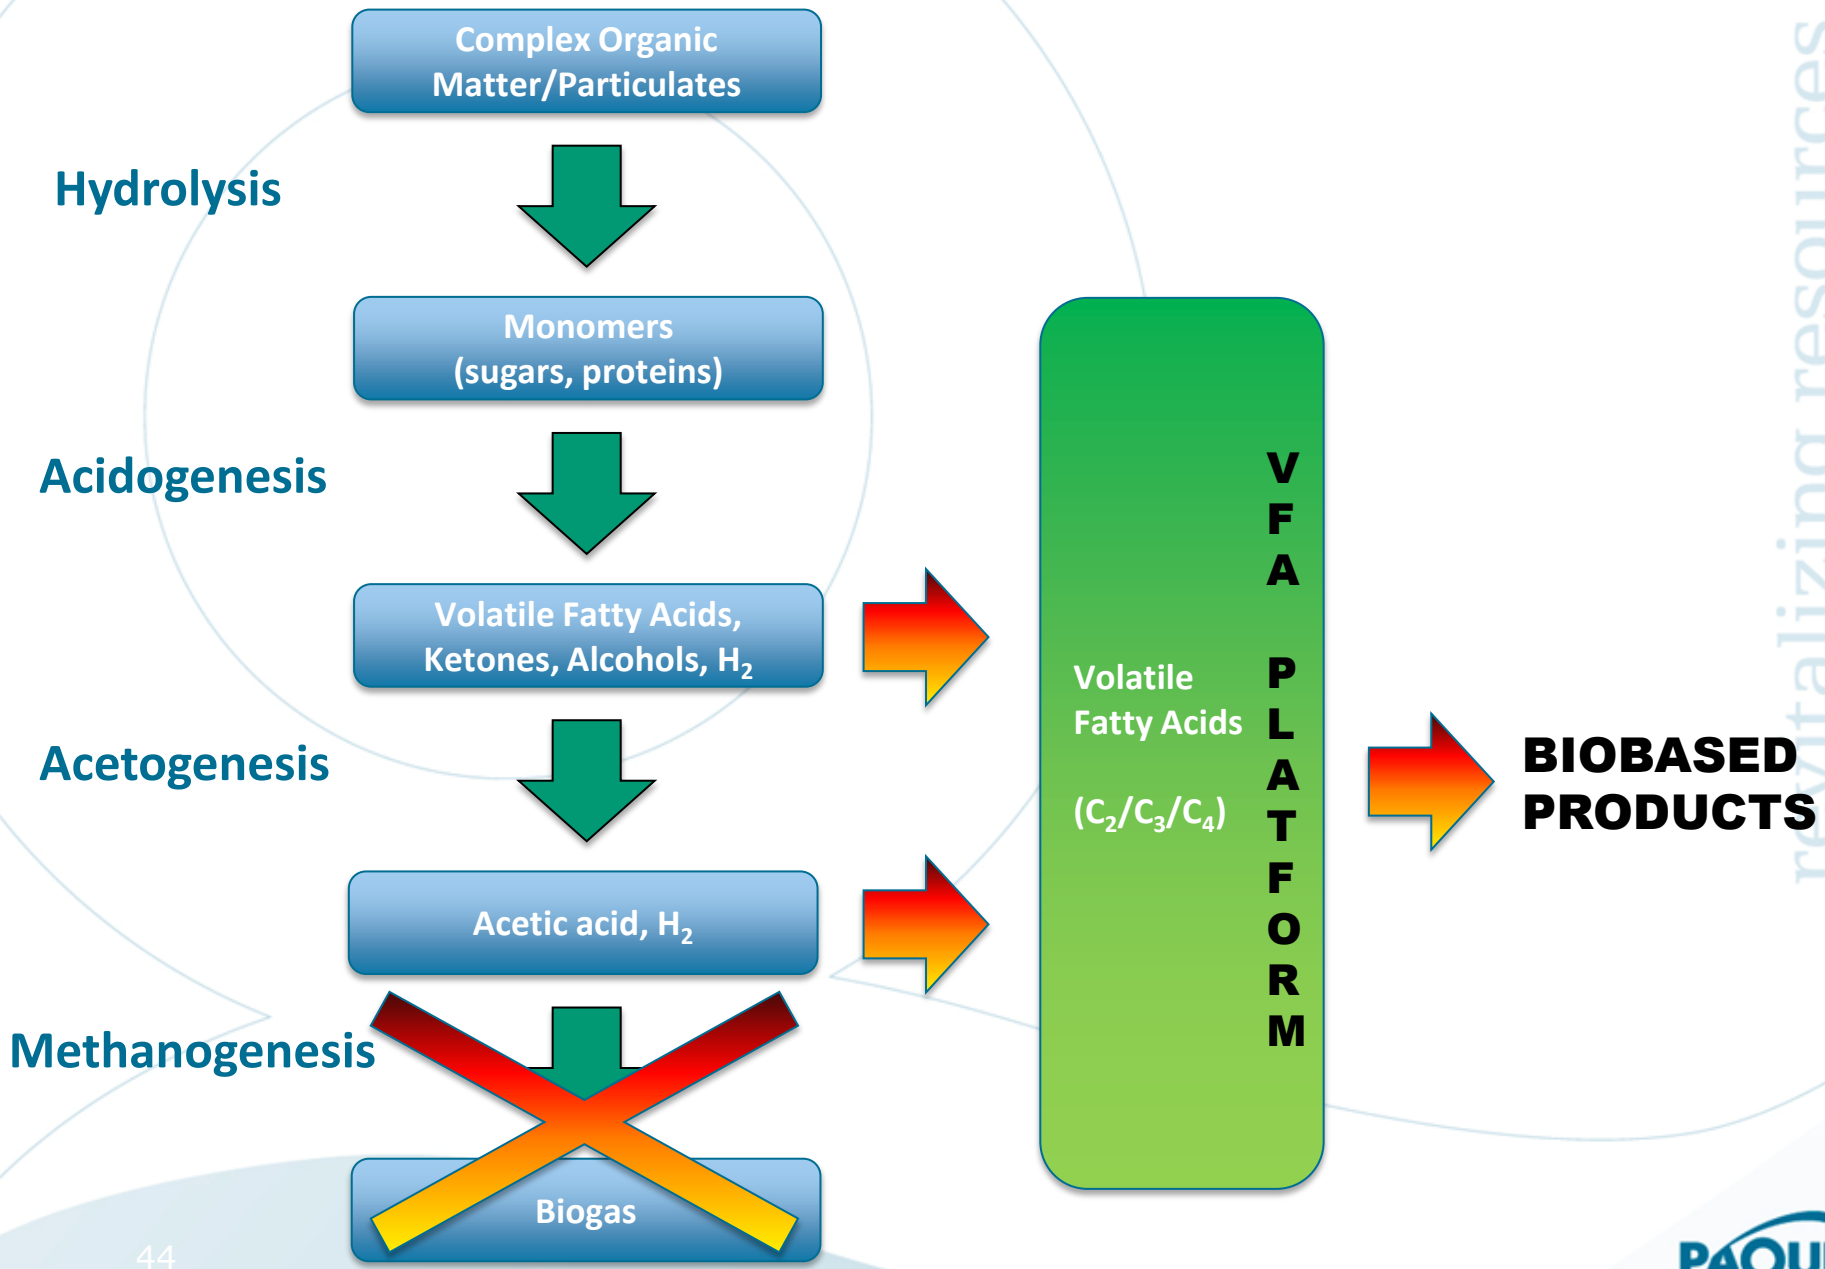 Complex Organic
Matter/Particulates
Hydrolysis
Monomers
(sugars, proteins)
Acidogenesis
Volatile Fatty Acids,
Ketones, Alcohols, H₂
Acetogenesis
Acetic acid, H₂
Methanogenesis
Biogas
Volatile
Fatty Acids
(C₂/C₃/C₄)
VFA PLATFORM
BIOBASED
PRODUCTS
revitalizing resources
44